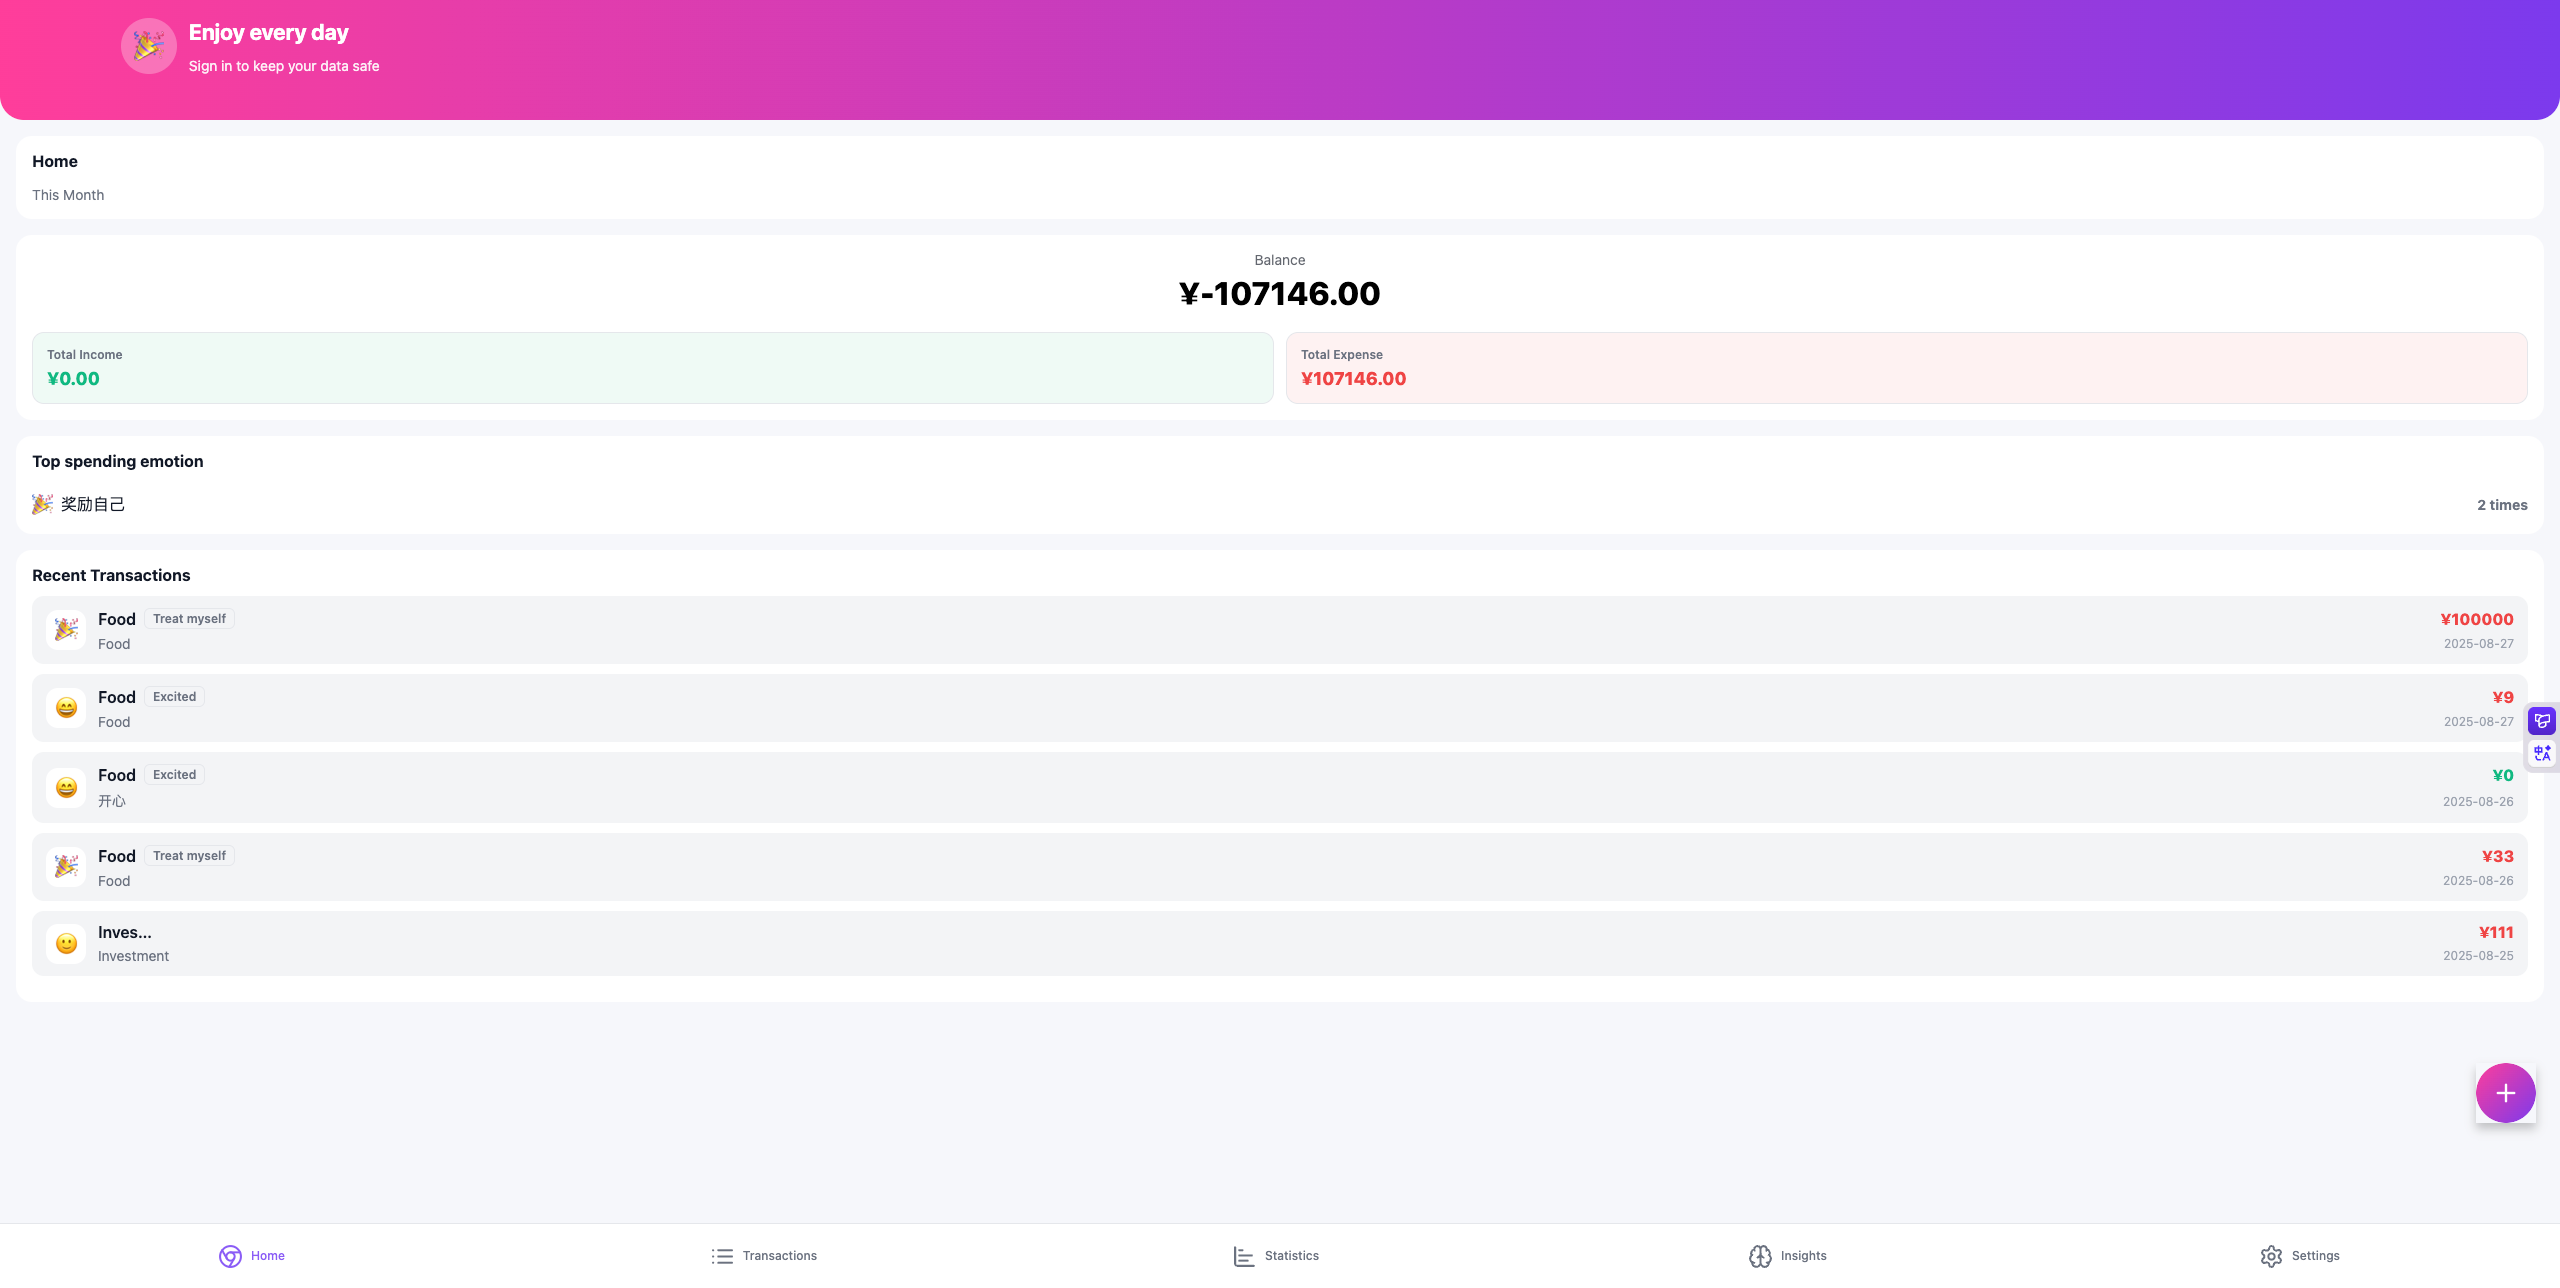 Enjoy every day
Sign in to keep your data safe
Home
This Month
Balance
¥-107146.00
Total Income
¥0.00
Total Expense
¥107146.00
Top spending emotion
奖励自己
2 times
Recent Transactions
Food Treat myself
¥100000
Food
2025-08-27
Food Excited
¥9
Food
2025-08-27
Food Excited
¥0
开心
2025-08-26
Food Treat myself
¥33
Food
2025-08-26
Inves...
¥111
Investment
2025-08-25
中A
Home
Transactions
Statistics
Insights
Settings